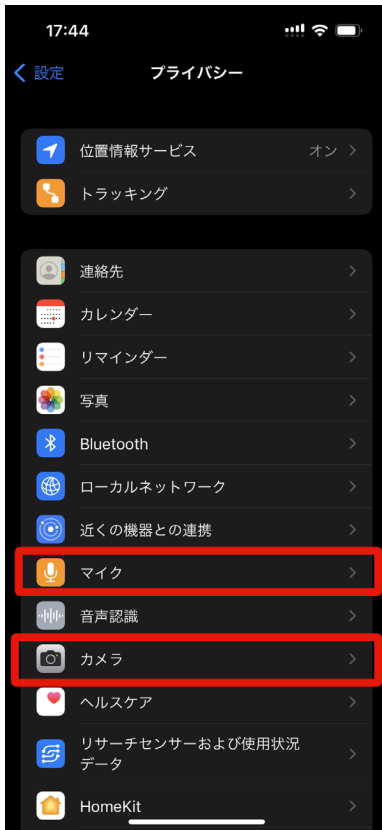 17:44
設定
プライバシー
位置情報サービス オン
トラッキング
連絡先
カレンダー
リマインダー
写真
Bluetooth
ローカルネットワーク
近くの機器との連携
マイク
音声認識
カメラ
ヘルスケア
リサーチセンサーおよび使用状況
データ
HomeKit